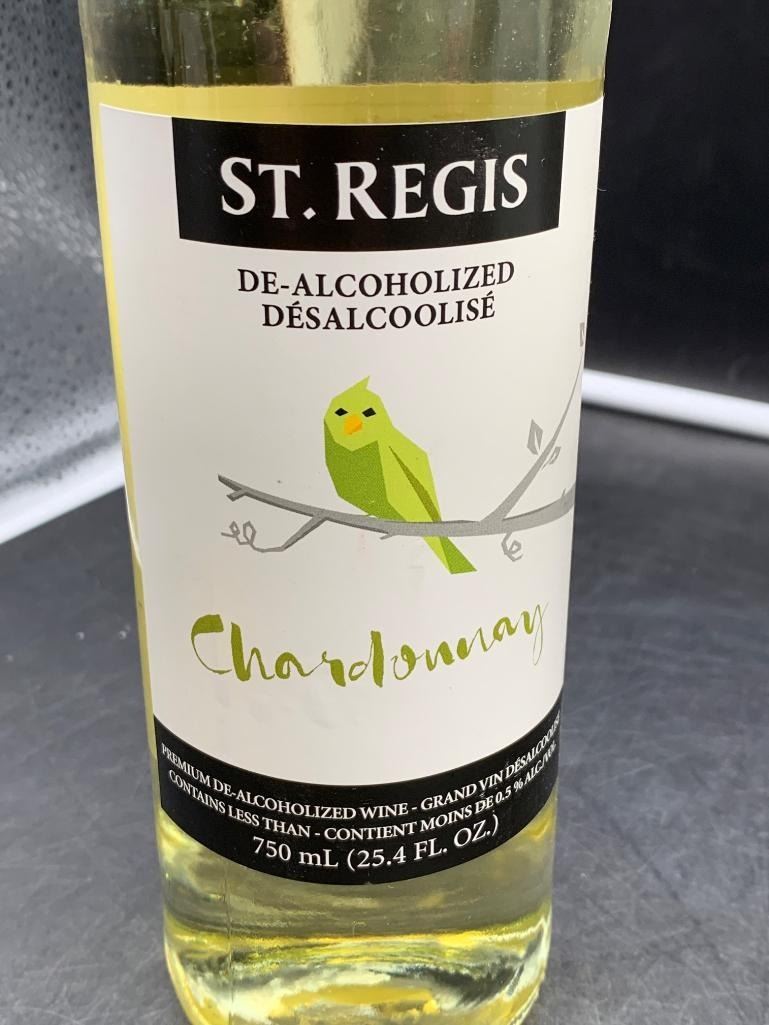 ST. REGIS
DE-ALCOHOLIZED
DÉSALCOOLISÉ
Chardonnay
PREMIUM DE-ALCOHOLIZED WINE - GRAND VIN DÉSALCOOLISÉ
CONTAINS LESS THAN - CONTIENT MOINS DE 0.5 % ALC./VOL.
750 mL (25.4 FL. OZ.)